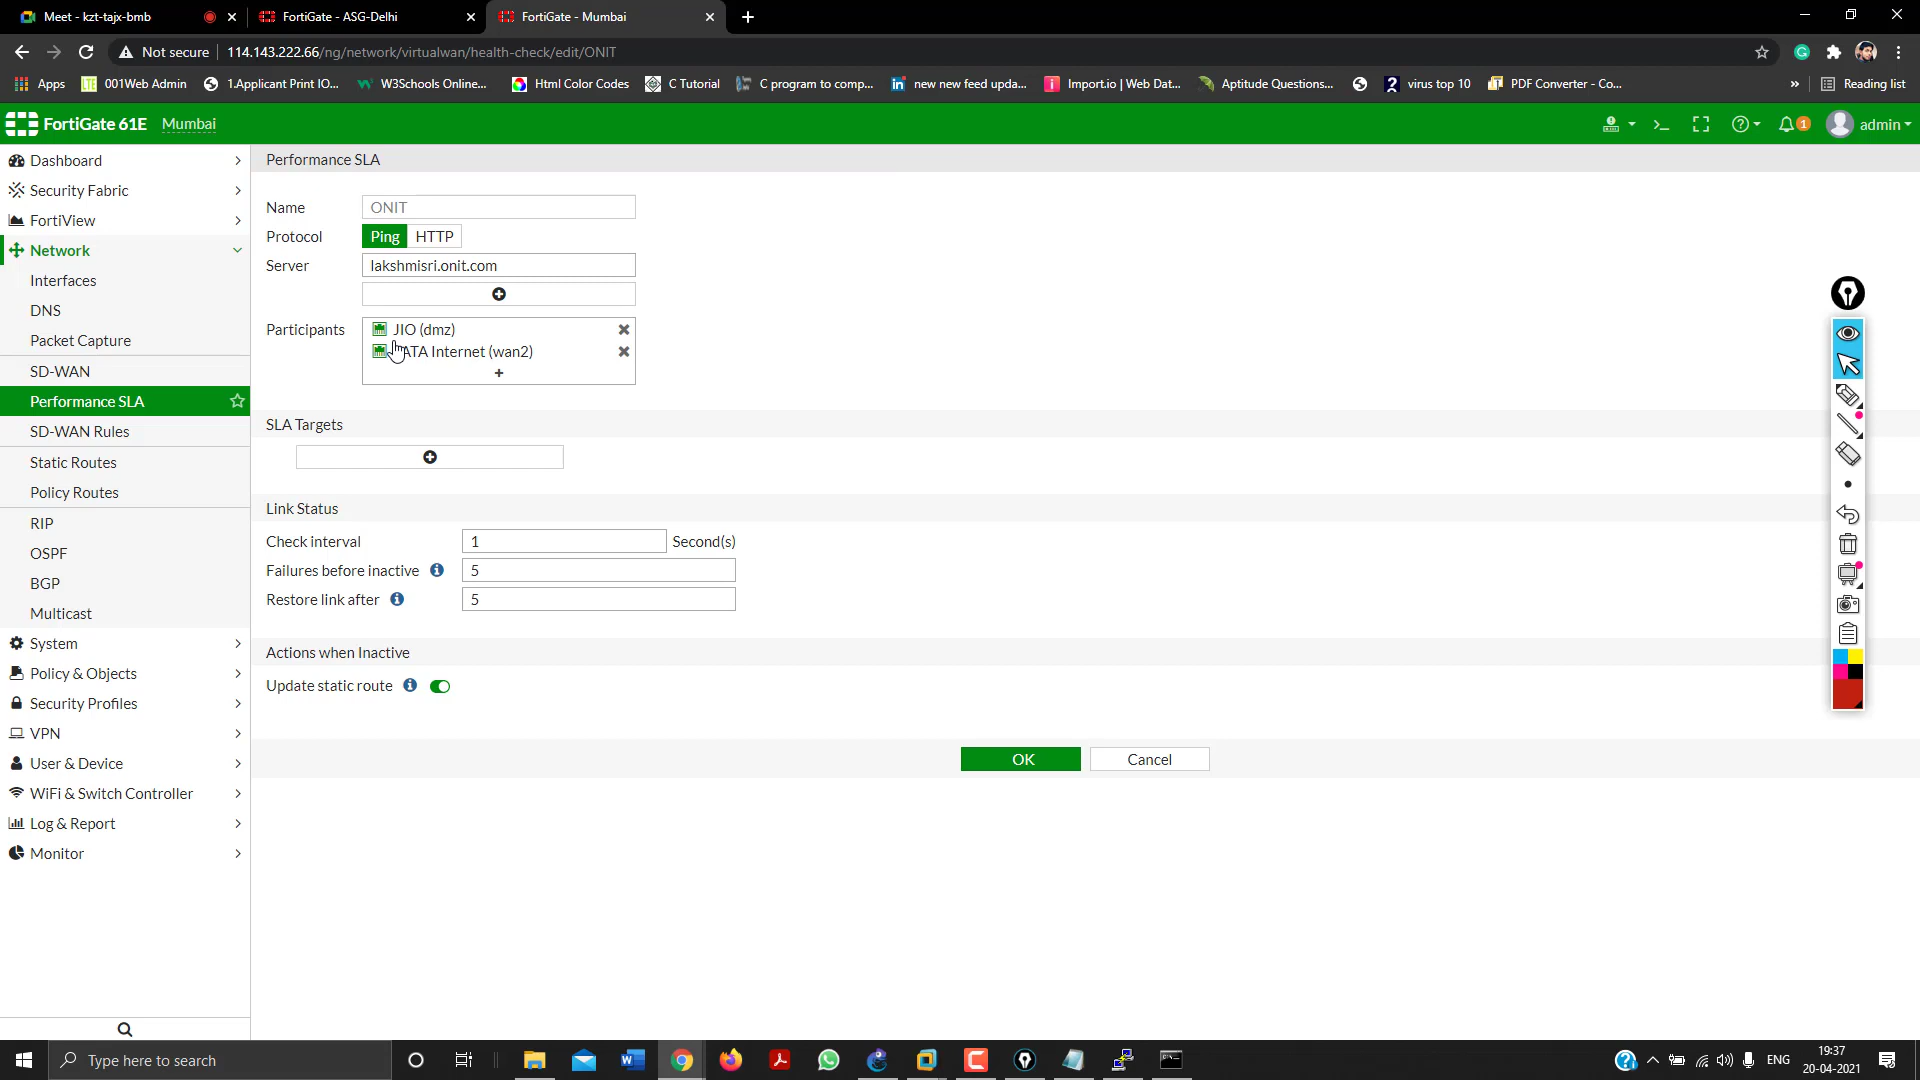 Meet - kzt-tajx-bmb
FortiGate - ASG-Delhi
FortiGate - Mumbai
Not secure
114.143.222.66/ng/network/virtualwan/health-check/edit/ONIT
Apps
001Web Admin
1.Applicant Print IO...
W3Schools Online...
Html Color Codes
C Tutorial
C program to comp...
new new feed upda...
Import.io | Web Dat...
Aptitude Questions...
virus top 10
PDF Converter - Co...
Reading list
FortiGate 61E
Mumbai
1
admin
Dashboard
Security Fabric
FortiView
Network
Interfaces
DNS
Packet Capture
SD-WAN
Performance SLA
SD-WAN Rules
Static Routes
Policy Routes
RIP
OSPF
BGP
Multicast
System
Policy & Objects
Security Profiles
VPN
User & Device
WiFi & Switch Controller
Log & Report
Monitor
Performance SLA
Name
ONIT
Protocol
Ping
HTTP
Server
lakshmisri.onit.com
Participants
JIO (dmz)
Internet (wan2)
SLA Targets
Link Status
Check interval
1
Second(s)
Failures before inactive
5
Restore link after
5
Actions when Inactive
Update static route
OK
Cancel
Type here to search
ENG
19:37
20-04-2021